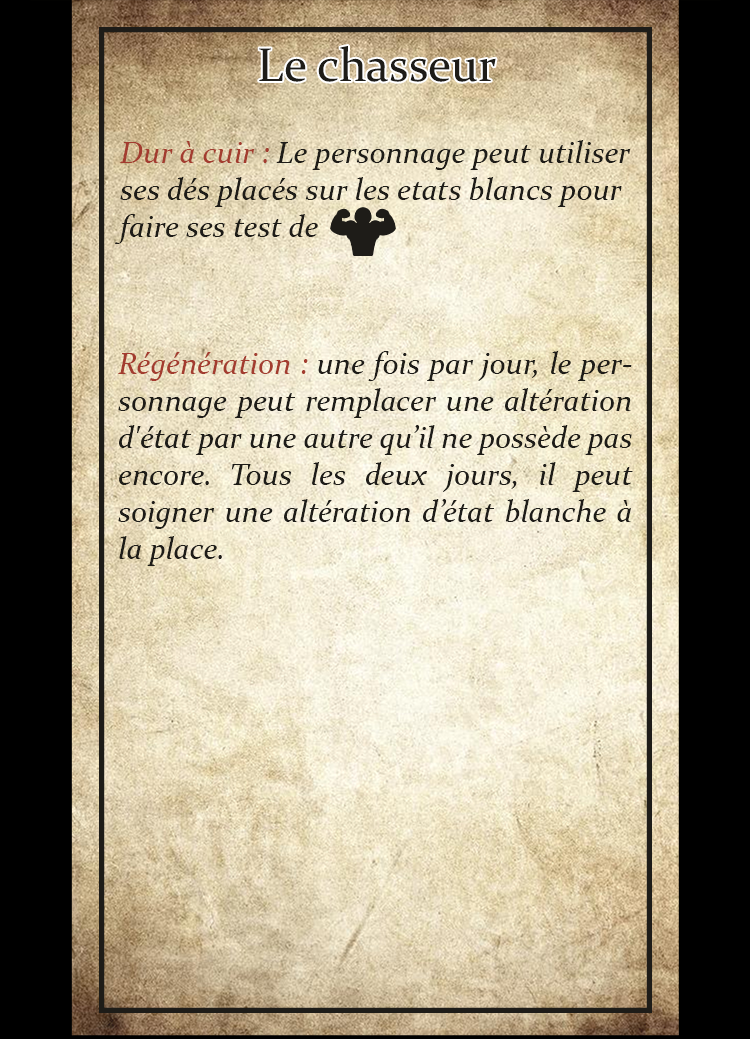 Le chasseur
Dur à cuir : Le personnage peut utiliser
ses dés placés sur les etats blancs pour
faire ses test de
Régénération : une fois par jour, le per-
sonnage peut remplacer une altération
d'état par une autre qu’il ne possède pas
encore. Tous les deux jours, il peut
soigner une altération d’état blanche à
la place.